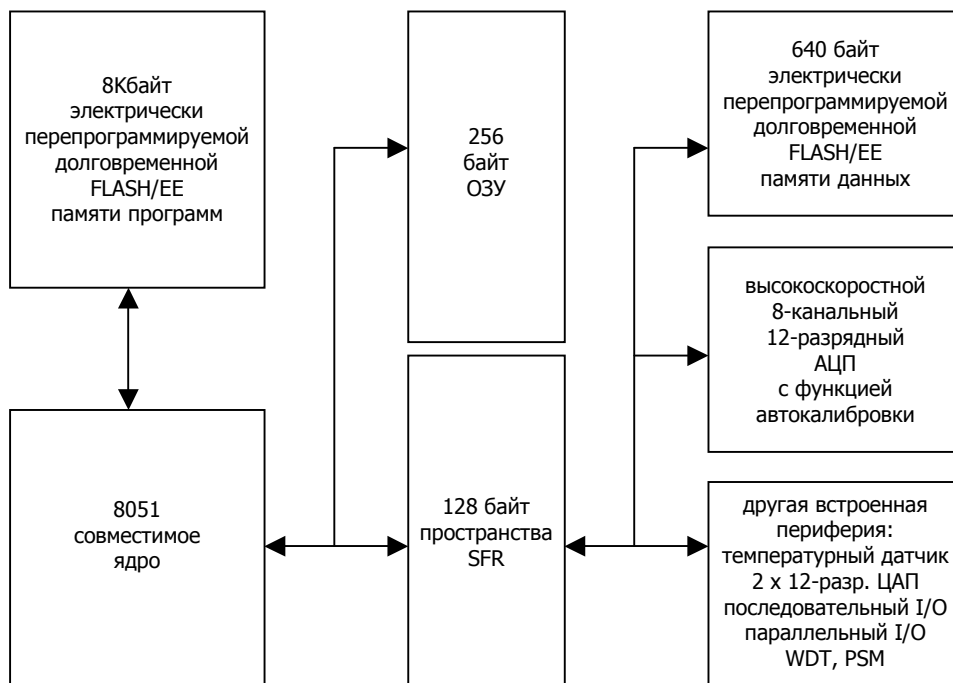 8Кбайт
электрически
перепрограммируемой
долговременной
FLASH/EE
памяти программ
256
байт
ОЗУ
640 байт
электрически
перепрограммируемой
долговременной
FLASH/EE
памяти данных
высокоскоростной
8-канальный
12-разрядный
АЦП
с функцией
автокалибровки
8051
совместимое
ядро
128 байт
пространства
SFR
другая встроенная
периферия:
температурный датчик
2 x 12-разр. ЦАП
последовательный I/O
параллельный I/O
WDT, PSM